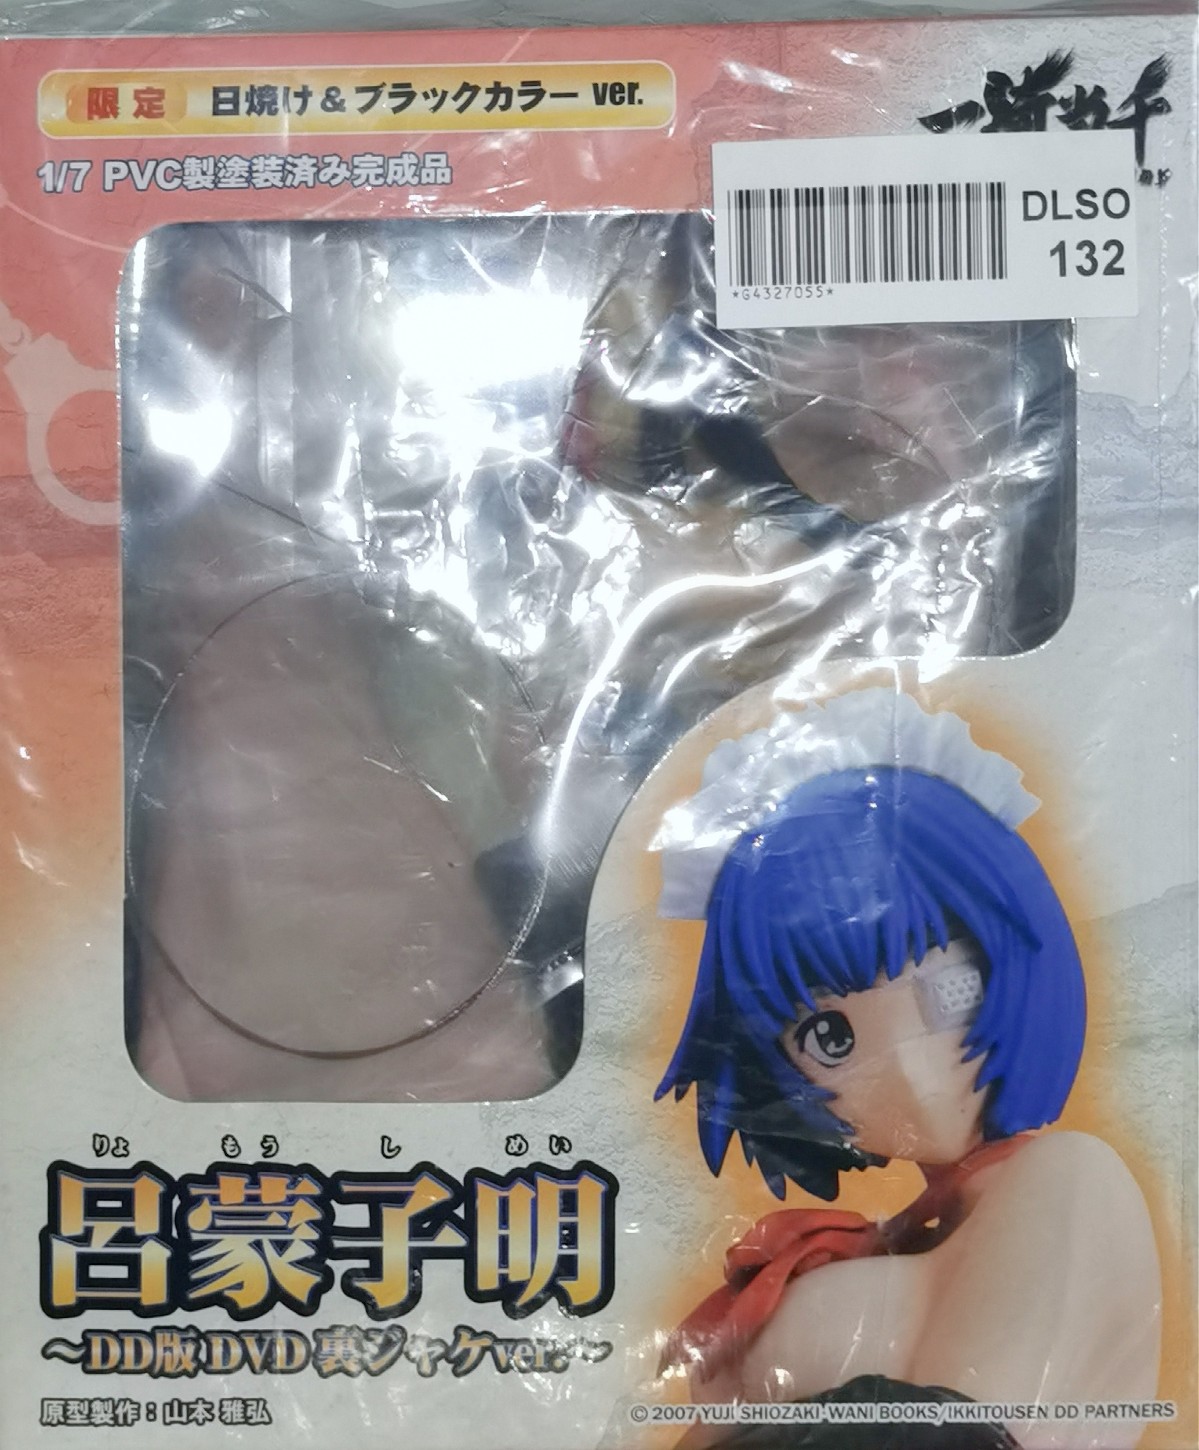 限定 日焼け&ブラックカラー ver.
一騎当千
1/7 PVC製塗装済み完成品
DLSO
132
*G4327055*
りょ もう し めい
呂蒙子明
～DD版 DVD 裏ジャケver.～
原型製作：山本 雅弘
© 2007 YUJI SHIOZAKI·WANI BOOKS/IKKITOUSEN DD PARTNERS